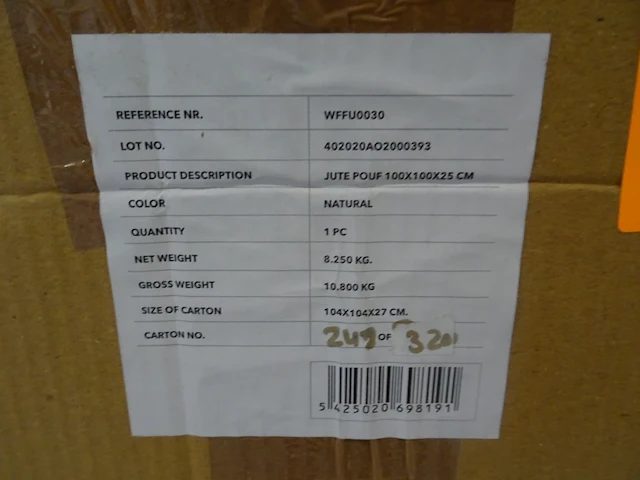 REFERENCE NR. WFFU0030
LOT NO. 402020AO2000393
PRODUCT DESCRIPTION JUTE POUF 100X100X25 CM
COLOR NATURAL
QUANTITY 1 PC
NET WEIGHT 8.250 KG.
GROSS WEIGHT 10.800 KG
SIZE OF CARTON 104X104X27 CM.
CARTON NO. 249 OF 320
5 425020 698191